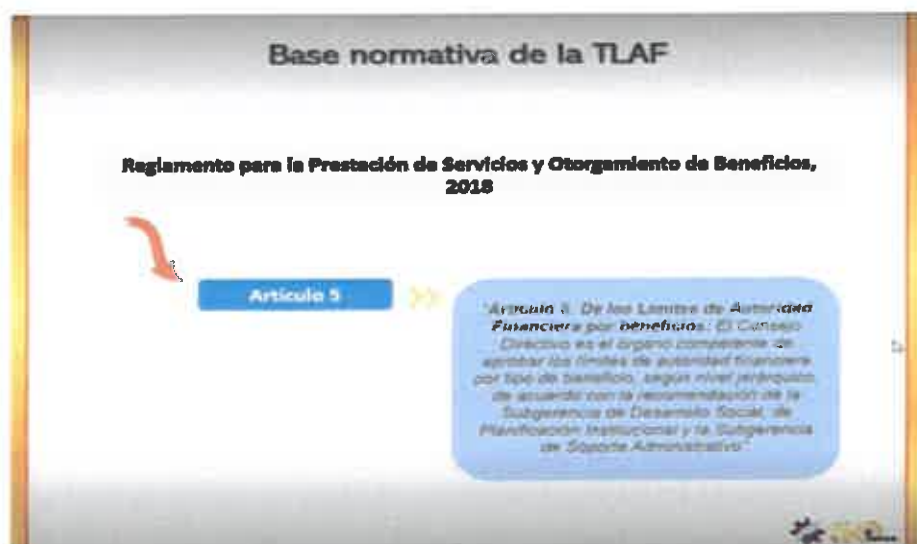 Base normativa de la TLAF
Reglamento para la Prestación de Servicios y Otorgamiento de Beneficios,
2018
Artículo 5
"Artículo 5. De los Límites de Autoridad
Financiera por beneficios: El Consejo
Directivo es el órgano competente de
aprobar los límites de autoridad financiera
por tipo de beneficio, según nivel jerárquico,
de acuerdo con la recomendación de la
Subgerencia de Desarrollo Social, de
Planificación Institucional y la Subgerencia
de Soporte Administrativo"